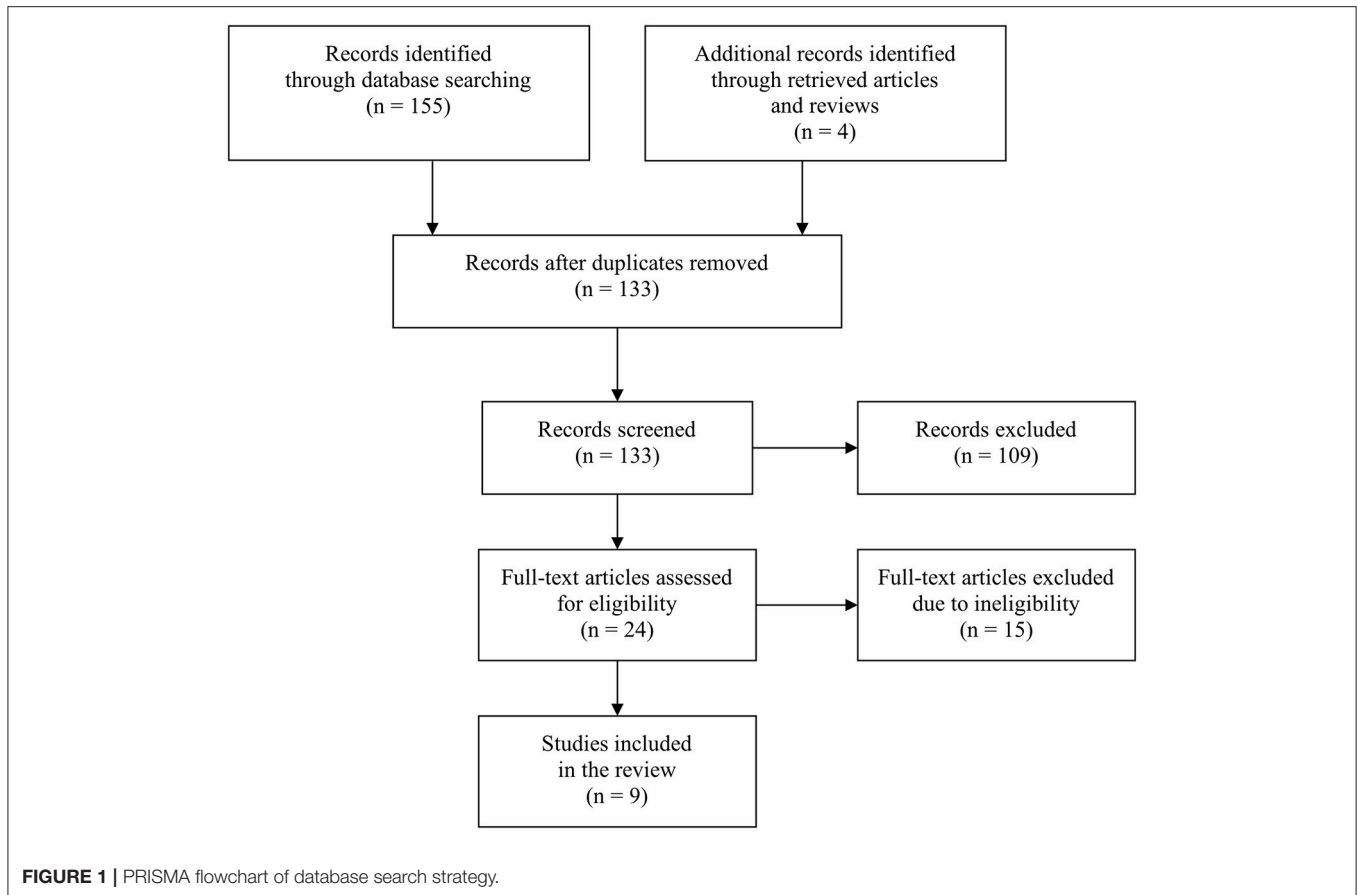 Records identified
through database searching
(n = 155)
Additional records identified
through retrieved articles
and reviews
(n = 4)
Records after duplicates removed
(n = 133)
Records screened
(n = 133)
Records excluded
(n = 109)
Full-text articles assessed
for eligibility
(n = 24)
Full-text articles excluded
due to ineligibility
(n = 15)
Studies included
in the review
(n = 9)
FIGURE 1 | PRISMA flowchart of database search strategy.